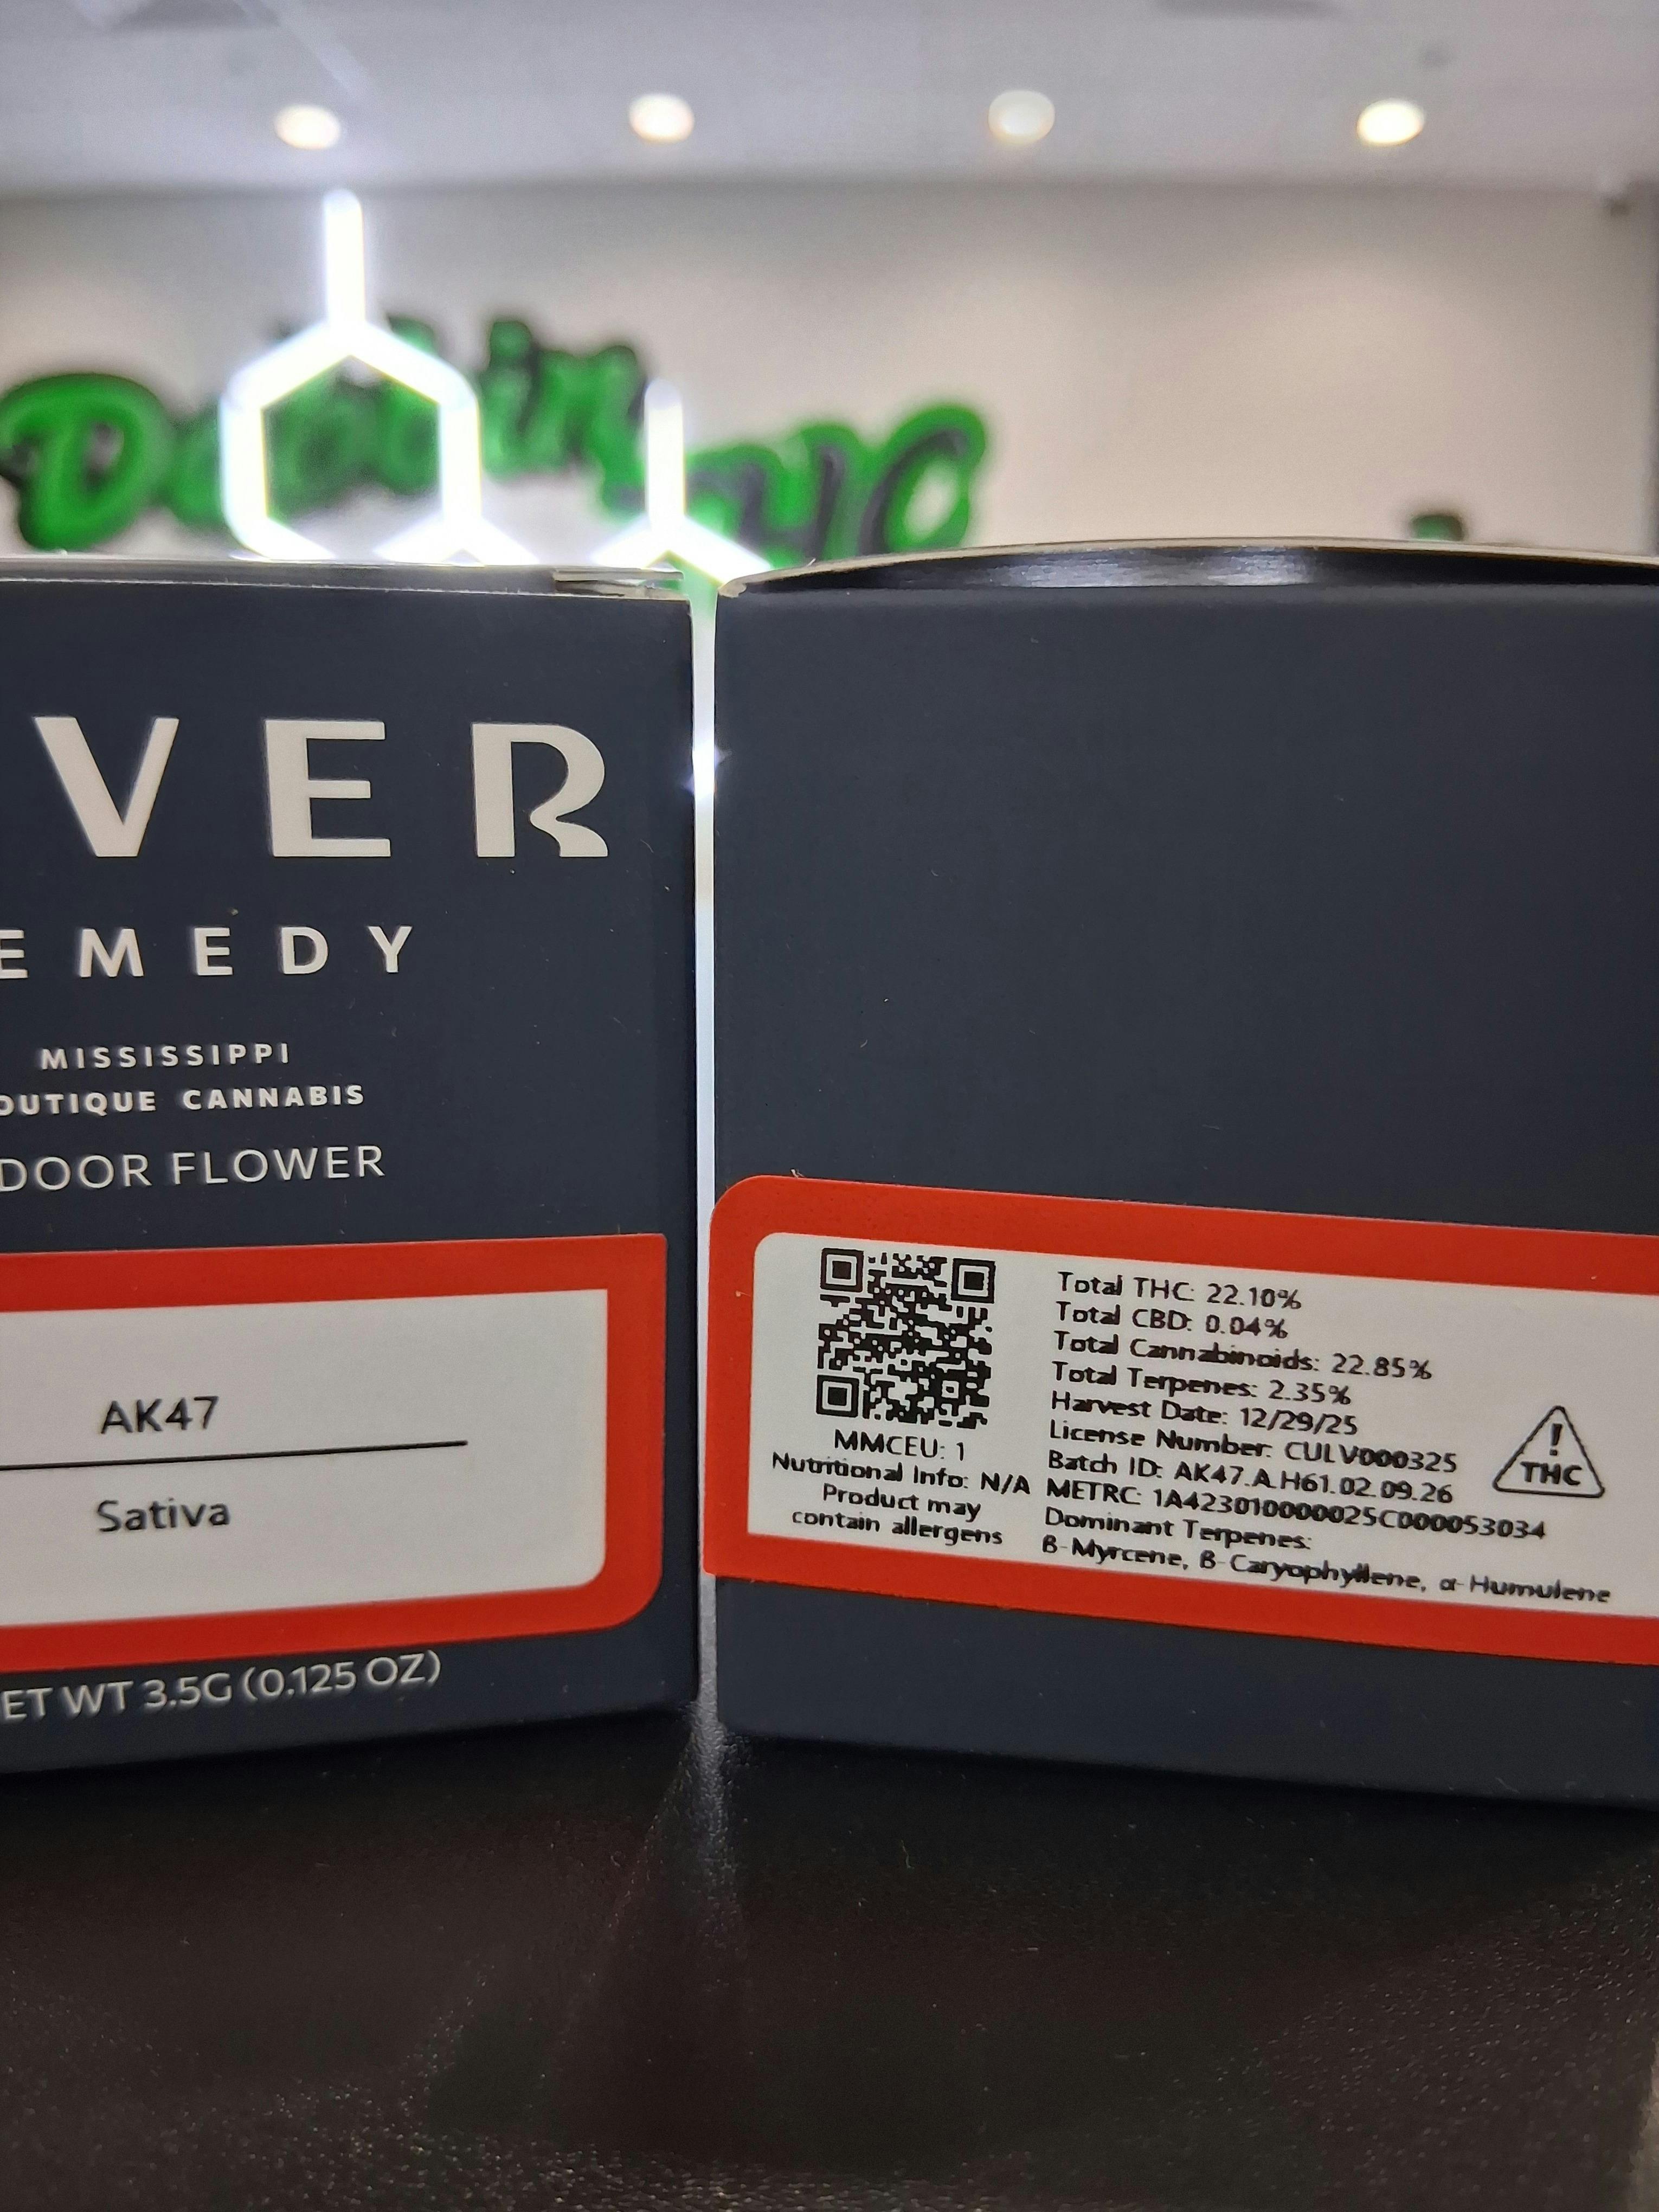 THC
VER
EMEDY
MISSISSIPPI
OUTIQUE CANNABIS
DOOR FLOWER
AK47
Sativa
ET WT 3.5G (0.125 OZ)
MMCEU: 1
Nutritional Info: N/A
Product may
contain allergens
Total THC: 22.10%
Total CBD: 0.04%
Total Cannabinoids: 22.85%
Total Terpenes: 2.35%
Harvest Date: 12/29/25
License Number: CULV000325
Batch ID: AK47.A.H61.02.09.26
METRC: 1A423010000025C000053034
Dominant Terpenes:
β-Myrcene, β-Caryophyllene, α-Humulene
! THC